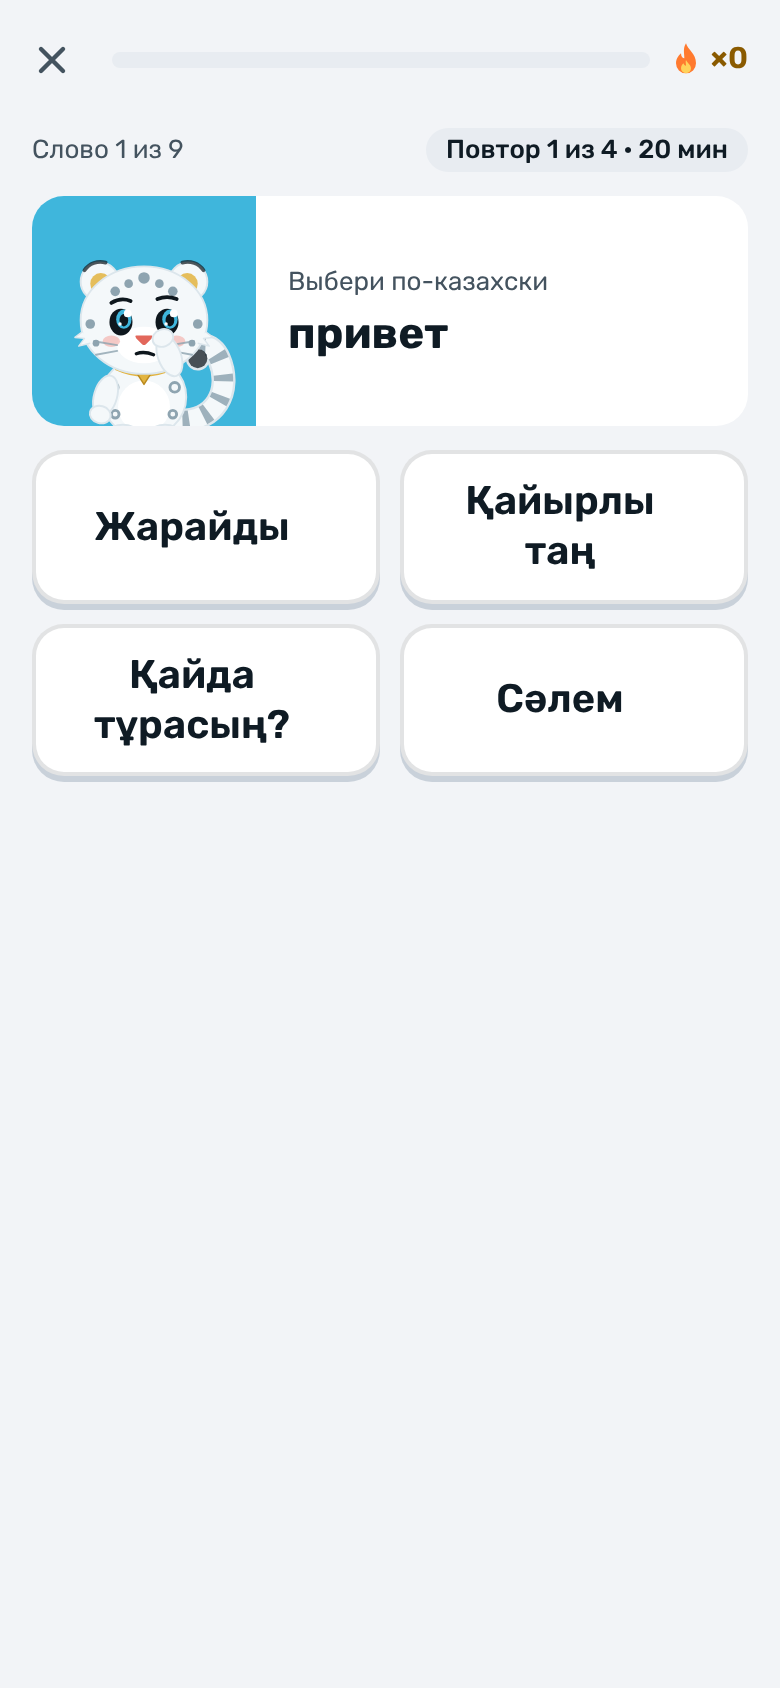 ×0
Слово 1 из 9
Повтор 1 из 4 • 20 мин
Выбери по-казахски
привет
Жарайды
Қайырлы
таң
Қайда
тұрасың?
Сәлем